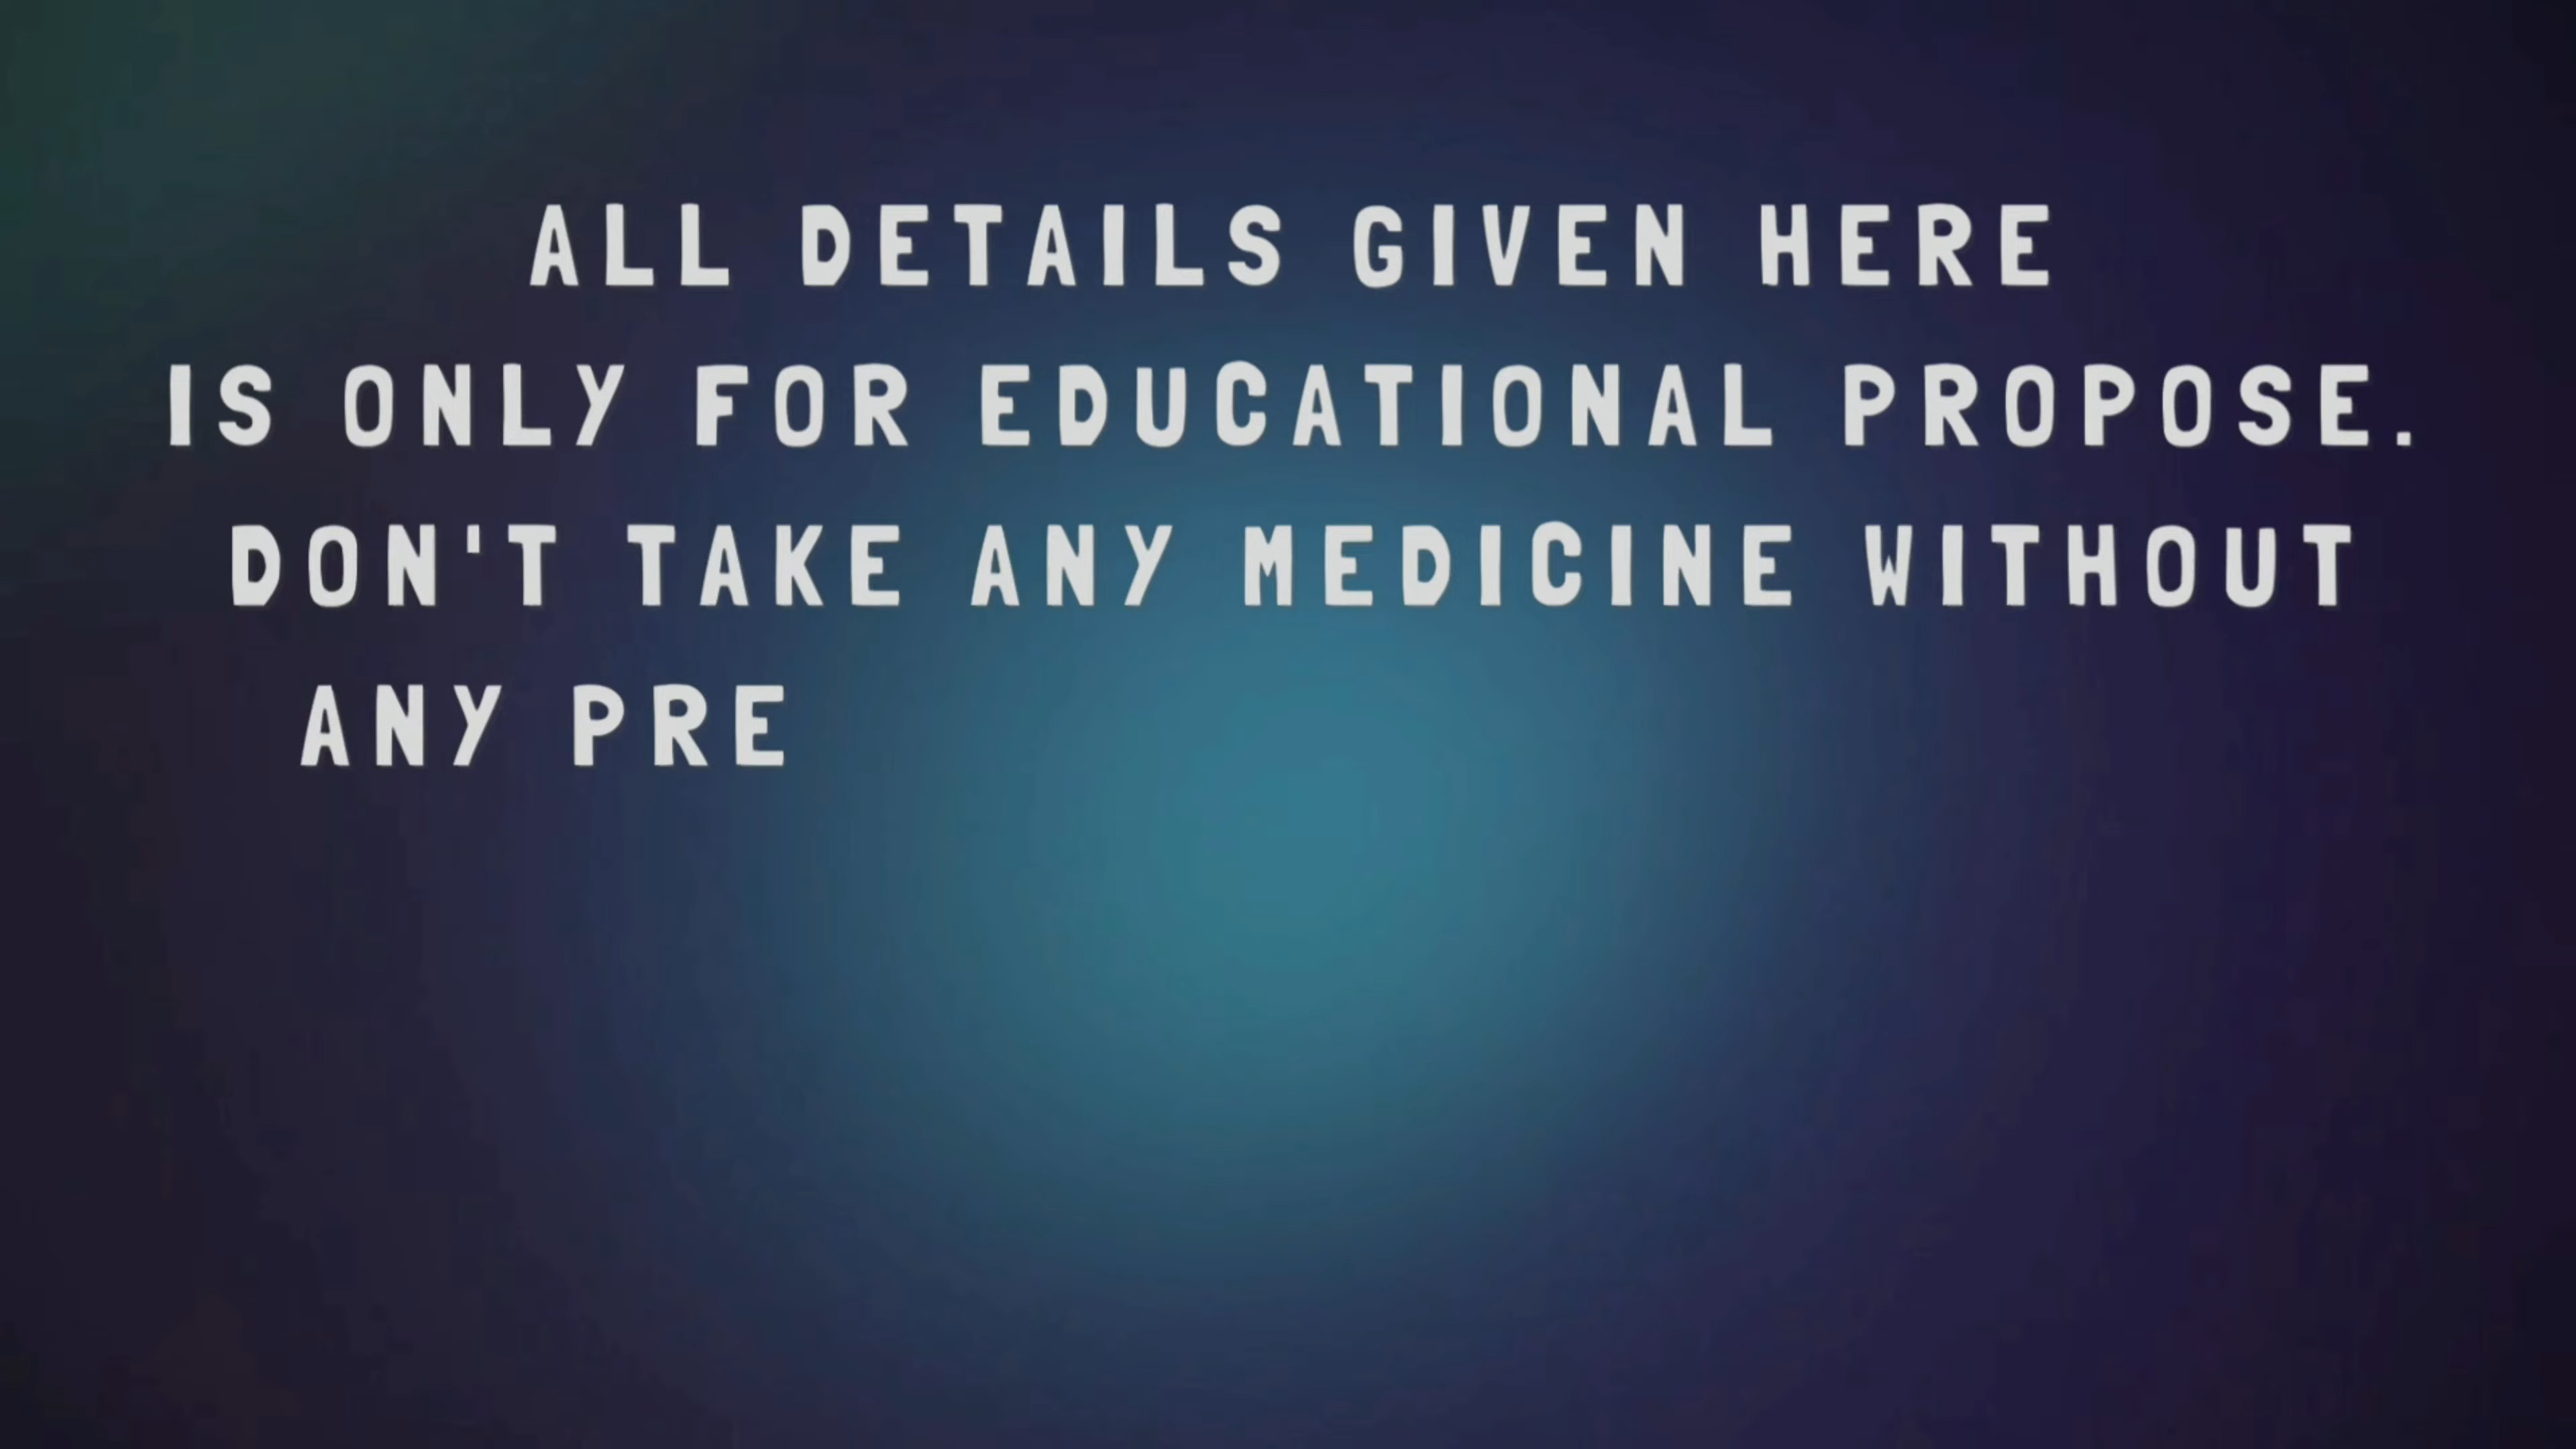 ALL DETAILS GIVEN HERE
IS ONLY FOR EDUCATIONAL PROPOSE.
DON'T TAKE ANY MEDICINE WITHOUT
ANY PRE